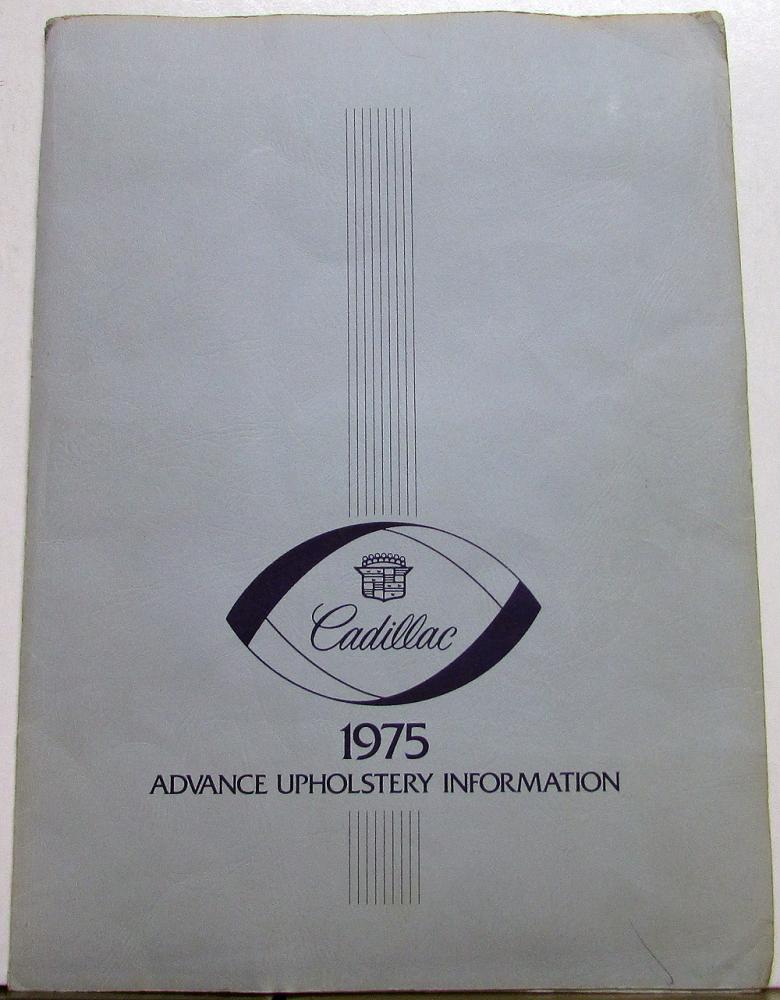 Cadillac
1975
ADVANCE UPHOLSTERY INFORMATION